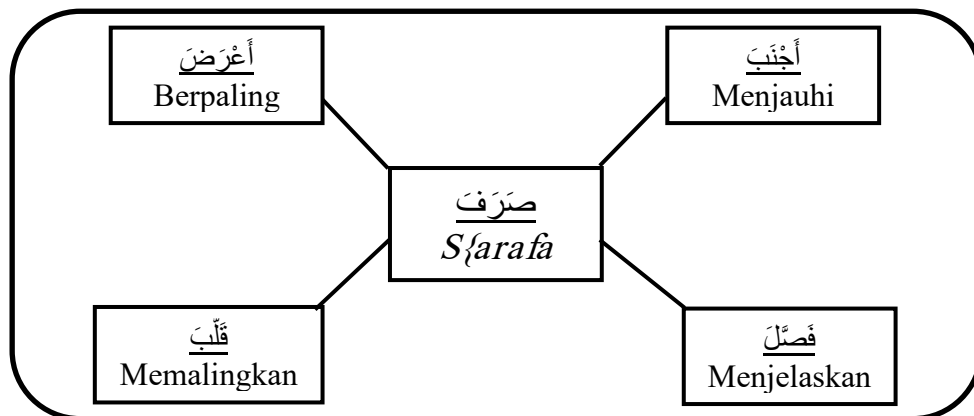 أَعْرَضَ
Berpaling
أَجْنَبَ
Menjauhi
صَرَفَ
S{arafa
قَلَّبَ
Memalingkan
فَصَّلَ
Menjelaskan